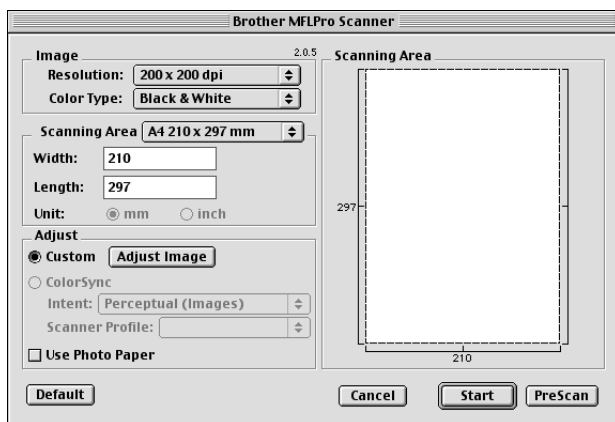 Brother MFLPro Scanner
Image 2.0.5
Resolution: 200 x 200 dpi
Color Type: Black & White
Scanning Area A4 210 x 297 mm
Width: 210
Length: 297
Unit: mm inch
Adjust
Custom Adjust Image
ColorSync
Intent: Perceptual (Images)
Scanner Profile:
Use Photo Paper
Default
Scanning Area
297
210
Cancel Start PreScan